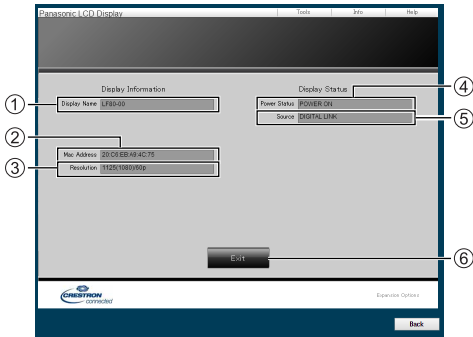 Panasonic LCD Display
Tools Info Help
Display Information
Display Status
① Display Name LF80-00
Power Status POWER ON ④
Source DIGITAL LINK ⑤
② Mac Address 20:C6:EB:A9:4C:75
③ Resolution 1125(1080)/60p
Exit ⑥
CRESTRON
connected
Expansion Options
Back